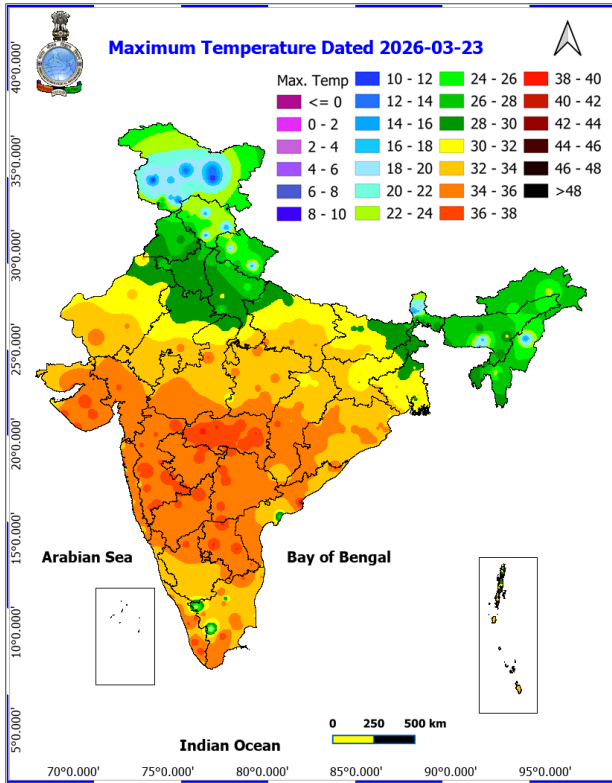 Maximum Temperature Dated 2026-03-23
Max. Temp
<= 0
0 - 2
2 - 4
4 - 6
6 - 8
8 - 10
10 - 12
12 - 14
14 - 16
16 - 18
18 - 20
20 - 22
22 - 24
24 - 26
26 - 28
28 - 30
30 - 32
32 - 34
34 - 36
36 - 38
38 - 40
40 - 42
42 - 44
44 - 46
46 - 48
>48
40°0.000'
35°0.000'
30°0.000'
25°0.000'
20°0.000'
15°0.000'
10°0.000'
5°0.000'
Arabian Sea
Bay of Bengal
Indian Ocean
0 250 500 km
70°0.000' 75°0.000' 80°0.000' 85°0.000' 90°0.000' 95°0.000'